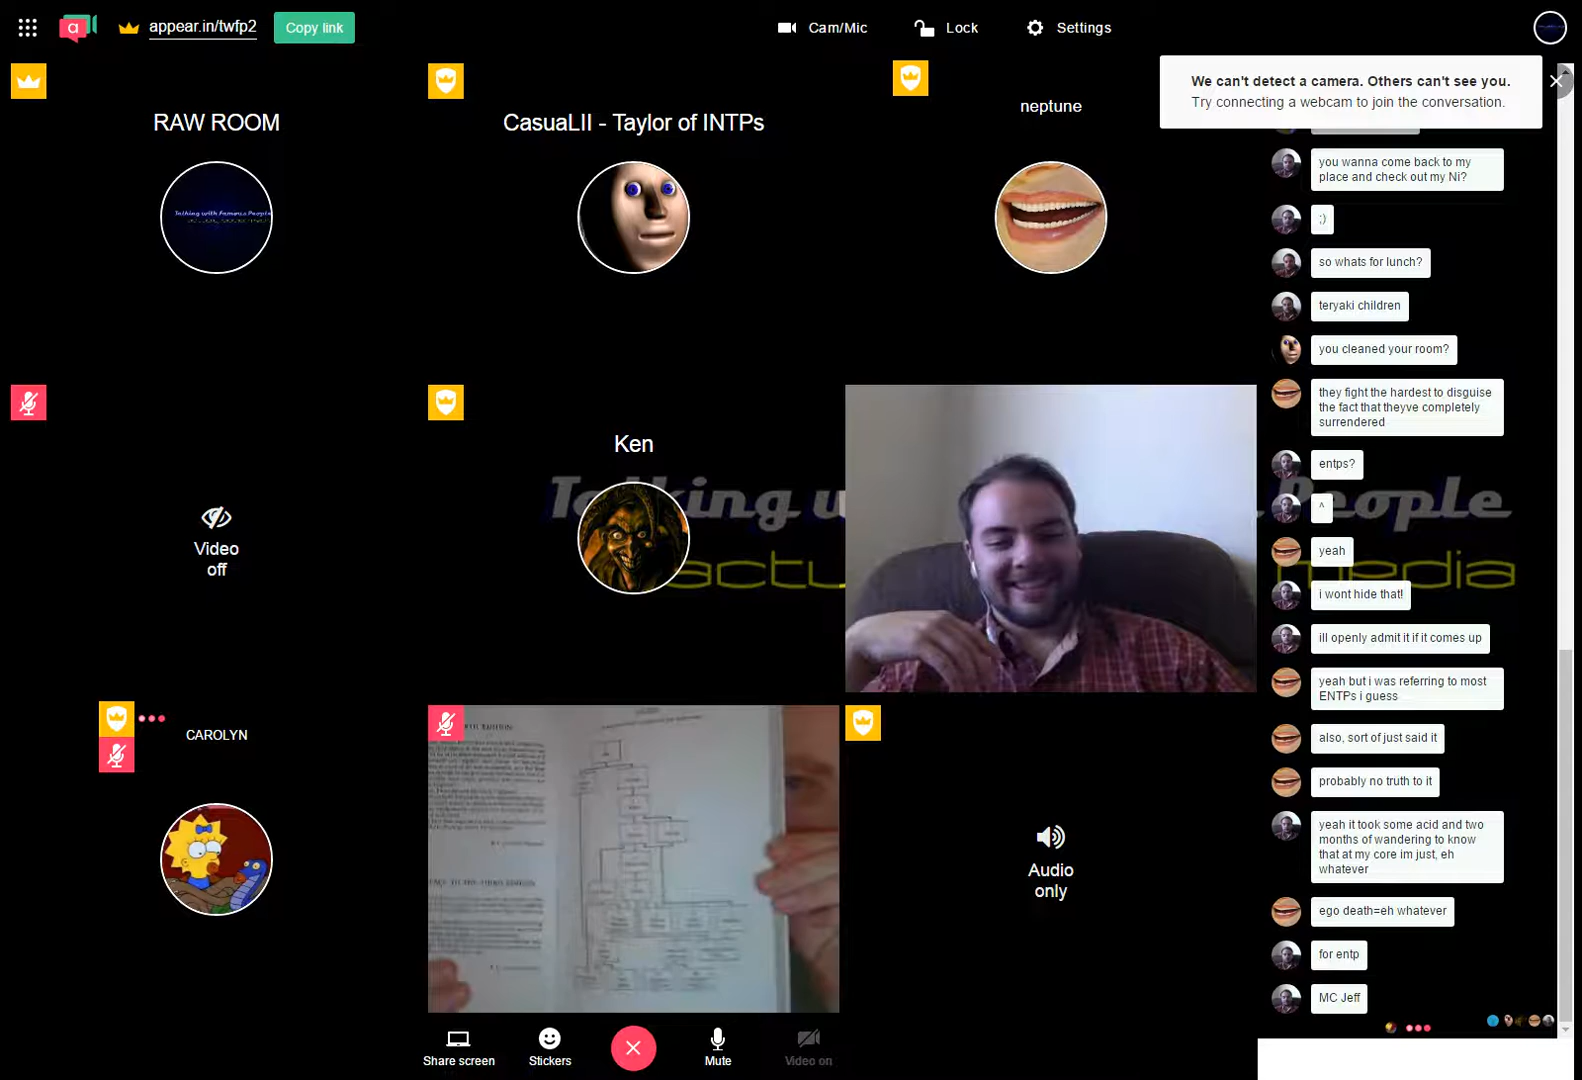 appear.in/twfp2
Copy link
Cam/Mic
Lock
Settings
We can't detect a camera. Others can't see you.
Try connecting a webcam to join the conversation.
RAW ROOM
Talking with Famous People
CasuaLII - Taylor of INTPs
neptune
Video
off
Ken
Talking w
People
actu
media
CAROLYN
Audio
only
you wanna come back to my
place and check out my Ni?
;)
so whats for lunch?
teryaki children
you cleaned your room?
they fight the hardest to disguise
the fact that theyve completely
surrendered
entps?
^
yeah
i wont hide that!
ill openly admit it if it comes up
yeah but i was referring to most
ENTPs i guess
also, sort of just said it
probably no truth to it
yeah it took some acid and two
months of wandering to know
that at my core im just, eh
whatever
ego death=eh whatever
for entp
MC Jeff
Share screen
Stickers
Mute
Video on